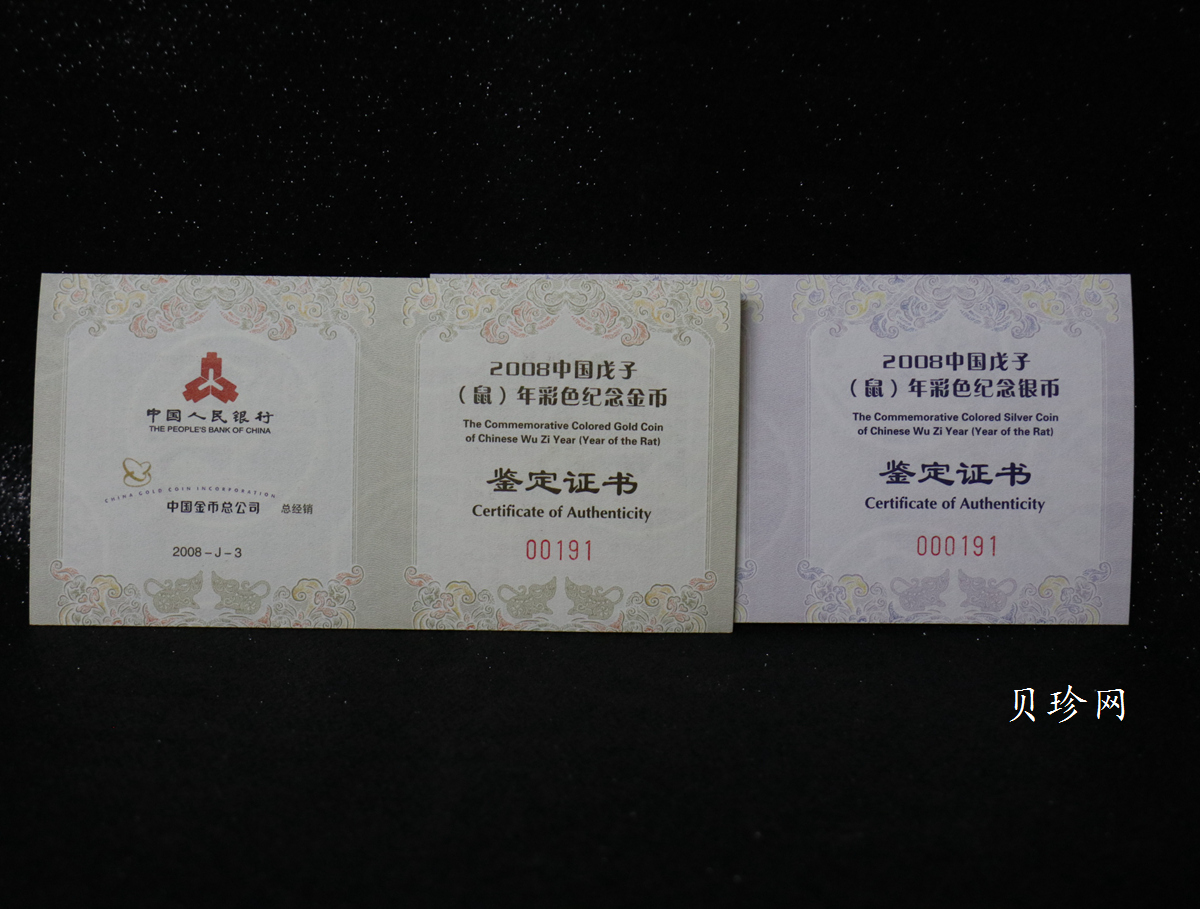 中国人民银行
THE PEOPLE'S BANK OF CHINA
CHINA GOLD COIN INCORPORATION
中国金币总公司 总经销
2008-J-3
2008中国戊子
（鼠）年彩色纪念金币
The Commemorative Colored Gold Coin
of Chinese Wu Zi Year (Year of the Rat)
鉴定证书
Certificate of Authenticity
00191
2008中国戊子
（鼠）年彩色纪念银币
The Commemorative Colored Silver Coin
of Chinese Wu Zi Year (Year of the Rat)
鉴定证书
Certificate of Authenticity
000191
贝珍网